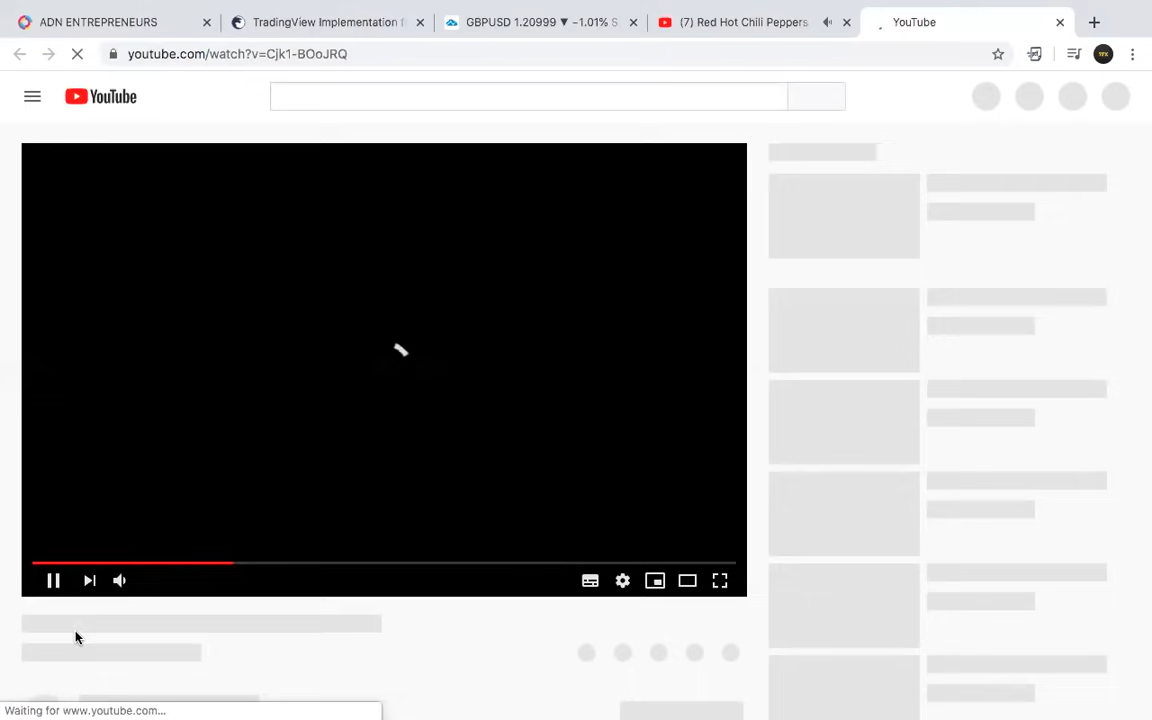 ADN ENTREPRENEURS
TradingView Implementation
GBPUSD 1.20999 ▼ −1.01% S
(7) Red Hot Chili Peppers
YouTube
youtube.com/watch?v=Cjk1-BOoJRQ
YouTube
Waiting for www.youtube.com...